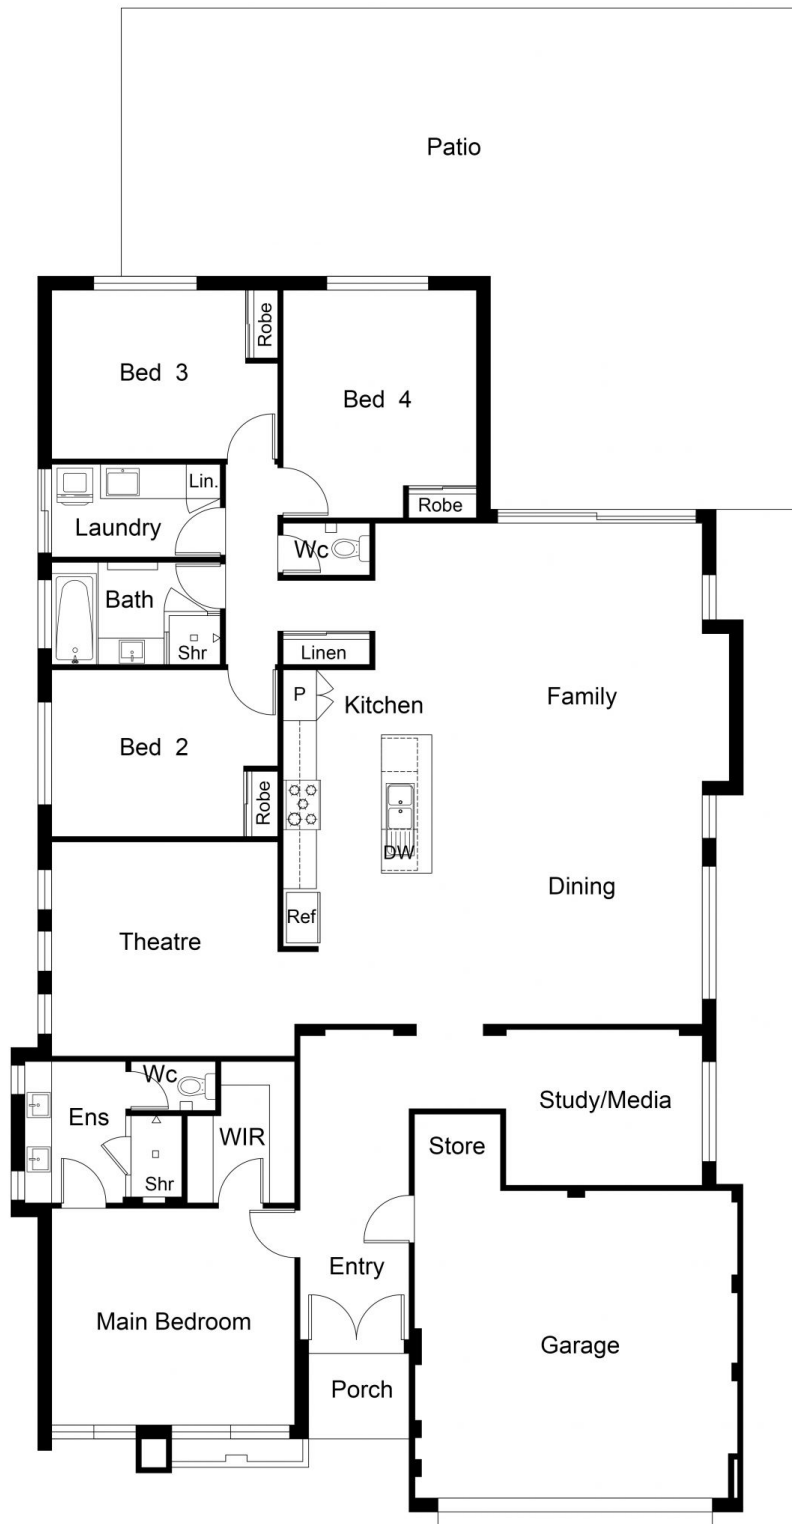 Patio
Robe
Bed 3
Bed 4
Lin.
Robe
Laundry
Wc
Bath
Shr
Linen
P
Kitchen
Family
Bed 2
Robe
DW
Dining
Ref
Theatre
Wc
Study/Media
Ens
WIR
Store
Shr
Entry
Main Bedroom
Garage
Porch